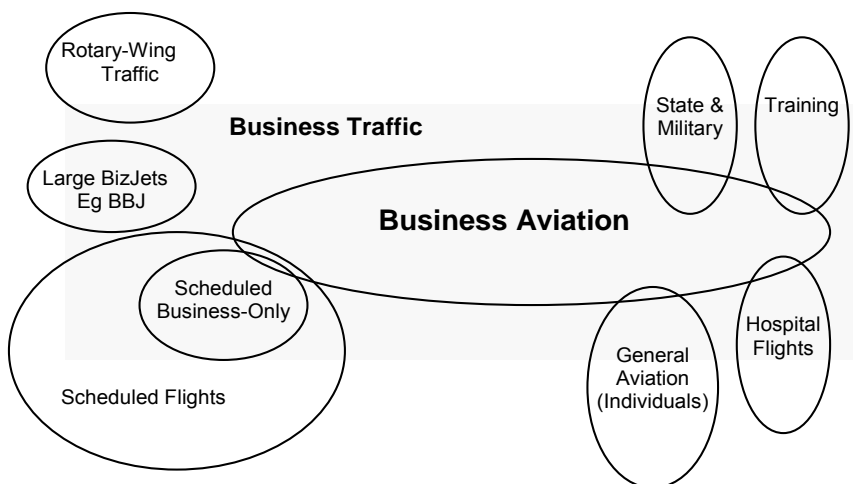 Rotary-Wing
Traffic
Business Traffic
State &
Military
Training
Large BizJets
Eg BBJ
Business Aviation
Scheduled
Business-Only
Scheduled Flights
General
Aviation
(Individuals)
Hospital
Flights